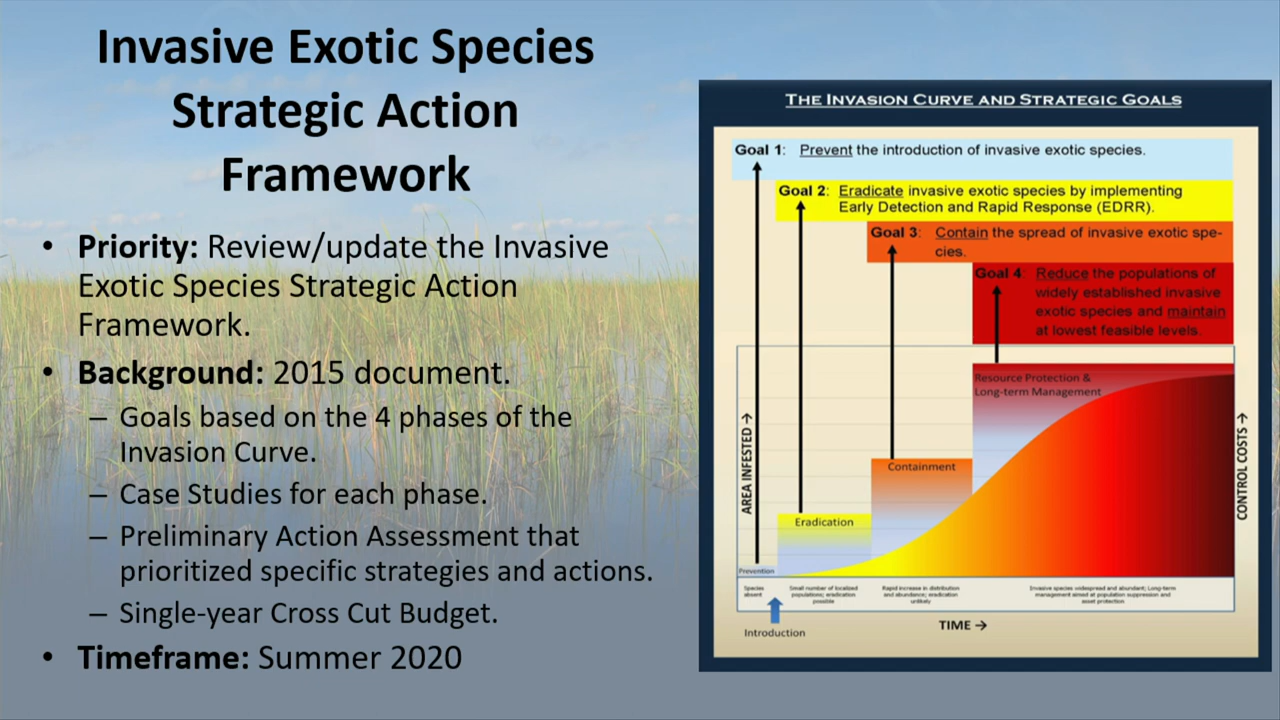 Invasive Exotic Species
Strategic Action
Framework
• Priority: Review/update the Invasive
Exotic Species Strategic Action
Framework.
• Background: 2015 document.
– Goals based on the 4 phases of the
Invasion Curve.
– Case Studies for each phase.
– Preliminary Action Assessment that
prioritized specific strategies and actions.
– Single-year Cross Cut Budget.
• Timeframe: Summer 2020
THE INVASION CURVE AND STRATEGIC GOALS
Goal 1: Prevent the introduction of invasive exotic species.
Goal 2: Eradicate invasive exotic species by implementing
Early Detection and Rapid Response (EDRR).
Goal 3: Contain the spread of invasive exotic spe-
cies.
Goal 4: Reduce the populations of
widely established invasive
exotic species and maintain
at lowest feasible levels.
Resource Protection &
Long-term Management
Containment
Eradication
Prevention
AREA INFESTED →
CONTROL COSTS →
Species
absent
Small number of localized
populations; eradication
possible
Rapid increase in distribution
and abundance; eradication
unlikely
Invasive species widespread and abundant; Long-term
management aimed at population suppression and
asset protection
Introduction
TIME →